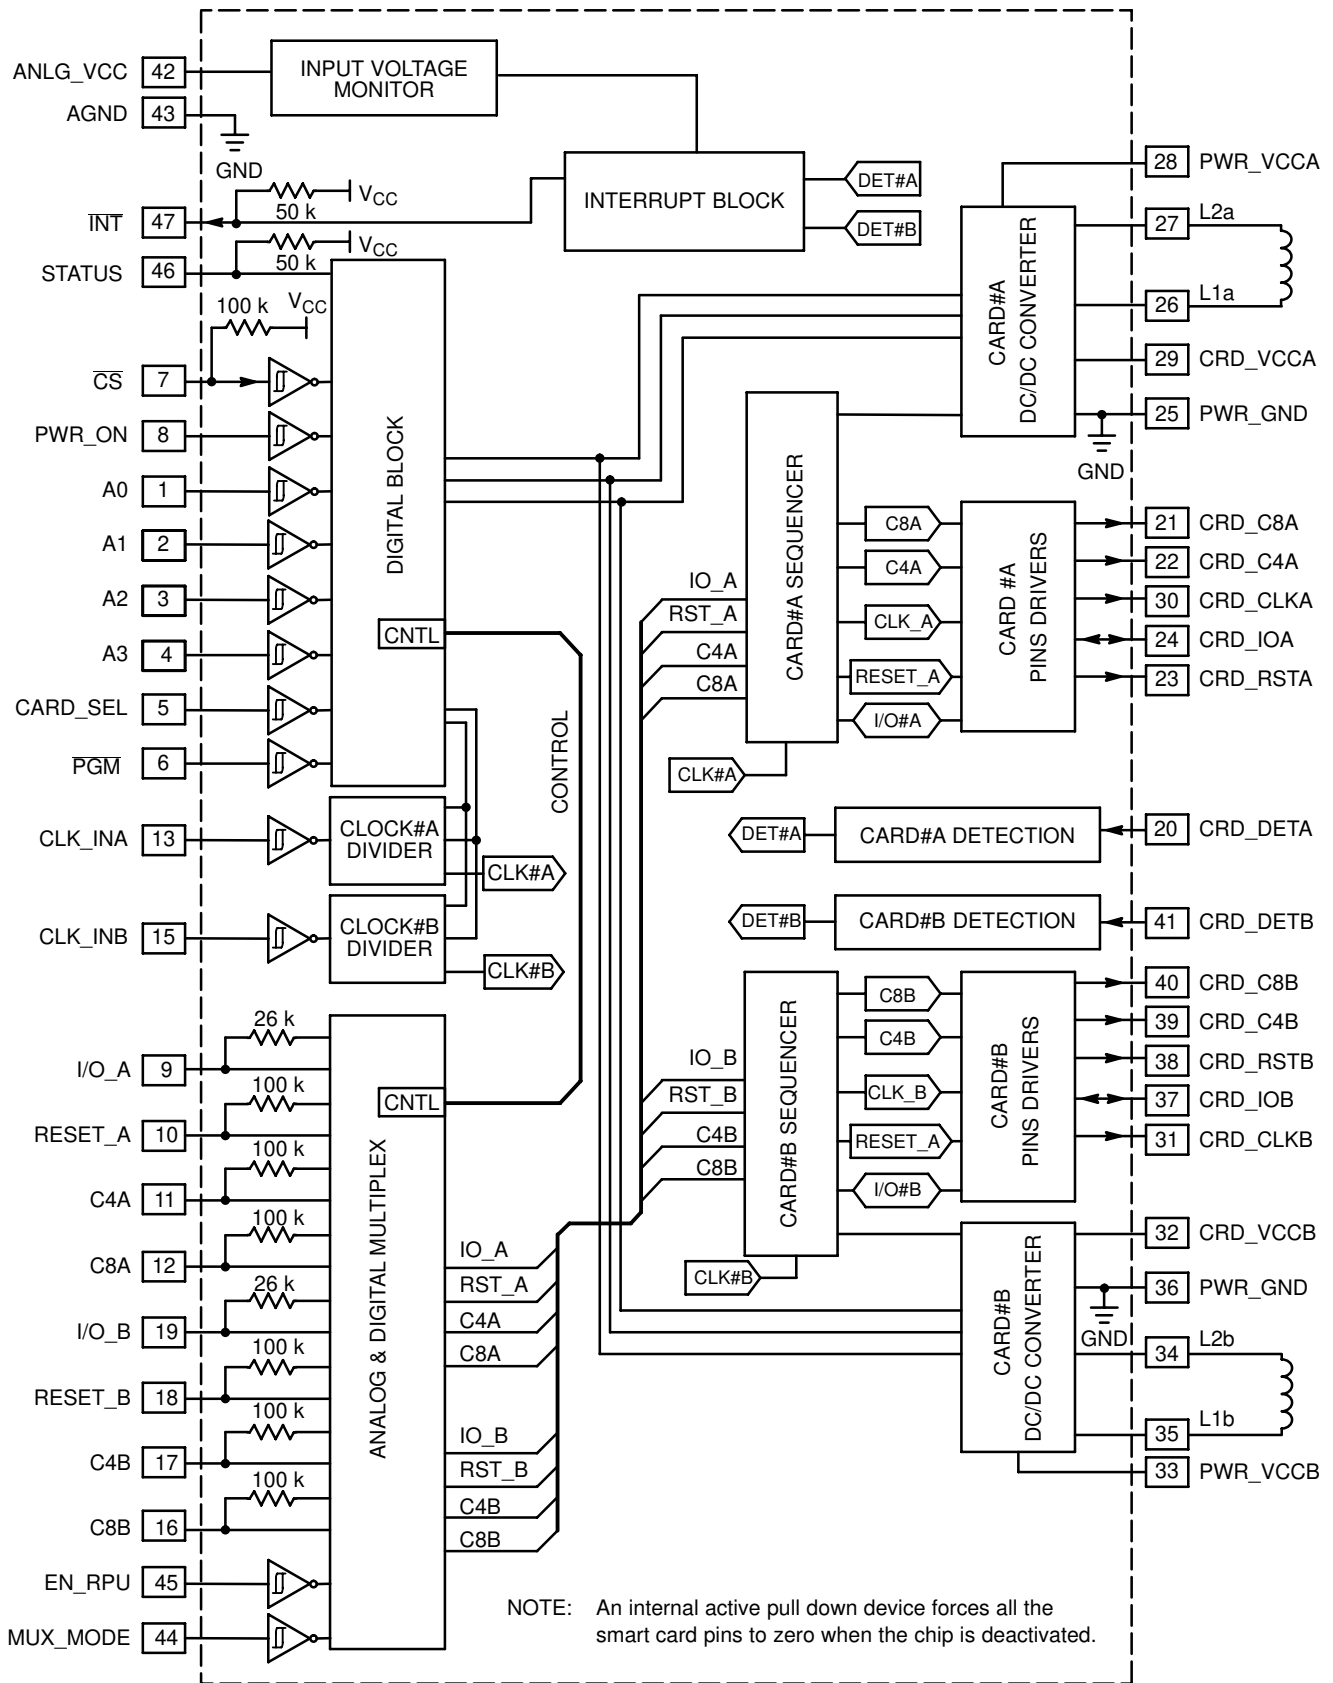 ANLG_VCC 42
INPUT VOLTAGE
MONITOR
AGND 43
GND
INTERRUPT BLOCK
DET#A
DET#B
28 PWR_VCCA
INT 47
50 k
VCC
STATUS 46
50 k
VCC
27 L2a
26 L1a
CARD#A
DC/DC CONVERTER
100 k
VCC
CS 7
29 CRD_VCCA
PWR_ON 8
25 PWR_GND
GND
A0 1
A1 2
A2 3
A3 4
CARD_SEL 5
PGM 6
DIGITAL BLOCK
CNTL
CONTROL
IO_A
RST_A
C4A
C8A
CARD#A SEQUENCER
C8A
C4A
CLK_A
RESET_A
I/O#A
CLK#A
CARD #A
PINS DRIVERS
21 CRD_C8A
22 CRD_C4A
30 CRD_CLKA
24 CRD_IOA
23 CRD_RSTA
CLK_INA 13
CLOCK#A
DIVIDER
CLK#A
DET#A
CARD#A DETECTION
20 CRD_DETA
CLK_INB 15
CLOCK#B
DIVIDER
CLK#B
DET#B
CARD#B DETECTION
41 CRD_DETB
I/O_A 9
26 k
RESET_A 10
100 k
C4A 11
100 k
C8A 12
100 k
I/O_B 19
26 k
RESET_B 18
100 k
C4B 17
100 k
C8B 16
100 k
EN_RPU 45
MUX_MODE 44
CNTL
ANALOG & DIGITAL MULTIPLEX
IO_A
RST_A
C4A
C8A
IO_B
RST_B
C4B
C8B
IO_B
RST_B
C4B
C8B
CARD#B SEQUENCER
C8B
C4B
CLK_B
RESET_A
I/O#B
CLK#B
CARD#B
PINS DRIVERS
40 CRD_C8B
39 CRD_C4B
38 CRD_RSTB
37 CRD_IOB
31 CRD_CLKB
CARD#B
DC/DC CONVERTER
32 CRD_VCCB
36 PWR_GND
GND
34 L2b
35 L1b
33 PWR_VCCB
NOTE: An internal active pull down device forces all the
smart card pins to zero when the chip is deactivated.